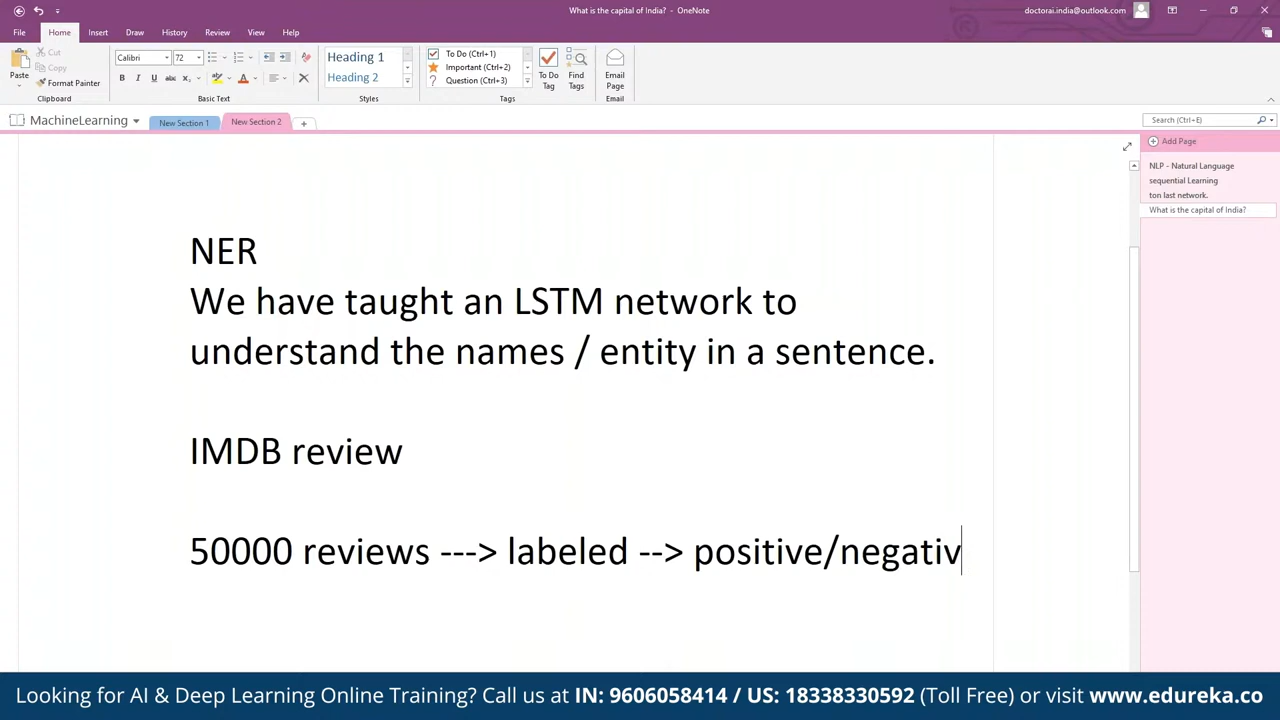 What is the capital of India? - OneNote
doctorai.india@outlook.com
File Home Insert Draw History Review View Help
Paste
Cut
Copy
Format Painter
Clipboard
Calibri 72
B I U abc X₂ A
Basic Text
Heading 1
Heading 2
Styles
To Do (Ctrl+1)
Important (Ctrl+2)
Question (Ctrl+3)
Tags
To Do
Tag
Find
Tags
Email
Page
Email
MachineLearning
New Section 1
New Section 2
+
Search (Ctrl+E)
Add Page
NLP - Natural Language
sequential Learning
ton last network.
What is the capital of India?
NER
We have taught an LSTM network to
understand the names / entity in a sentence.
IMDB review
50000 reviews ---> labeled --> positive/negativ
Looking for AI & Deep Learning Online Training? Call us at IN: 9606058414 / US: 18338330592 (Toll Free) or visit www.edureka.co